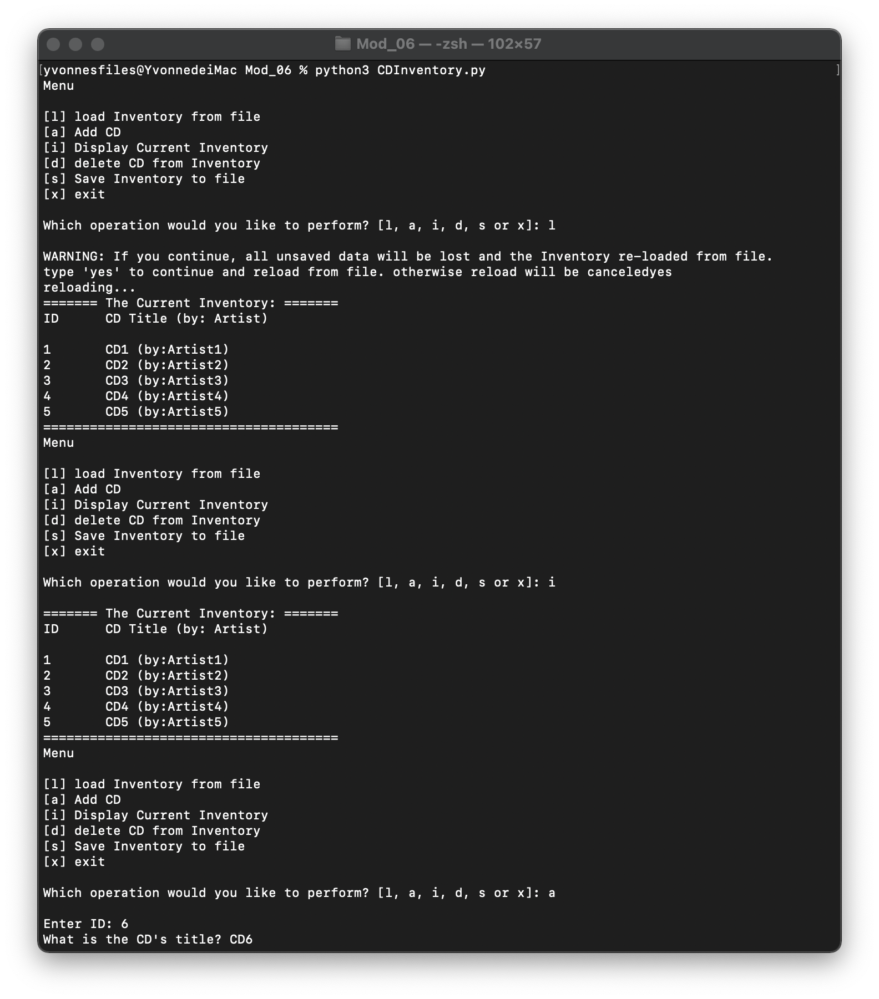 Mod_06 — -zsh — 102×57
[yvonnesfiles@YvonnedeiMac Mod_06 % python3 CDInventory.py ]
Menu
[l] load Inventory from file
[a] Add CD
[i] Display Current Inventory
[d] delete CD from Inventory
[s] Save Inventory to file
[x] exit
Which operation would you like to perform? [l, a, i, d, s or x]: l
WARNING: If you continue, all unsaved data will be lost and the Inventory re-loaded from file.
type 'yes' to continue and reload from file. otherwise reload will be canceledyes
reloading...
======= The Current Inventory: =======
ID CD Title (by: Artist)
1 CD1 (by:Artist1)
2 CD2 (by:Artist2)
3 CD3 (by:Artist3)
4 CD4 (by:Artist4)
5 CD5 (by:Artist5)
======================================
Menu
[l] load Inventory from file
[a] Add CD
[i] Display Current Inventory
[d] delete CD from Inventory
[s] Save Inventory to file
[x] exit
Which operation would you like to perform? [l, a, i, d, s or x]: i
======= The Current Inventory: =======
ID CD Title (by: Artist)
1 CD1 (by:Artist1)
2 CD2 (by:Artist2)
3 CD3 (by:Artist3)
4 CD4 (by:Artist4)
5 CD5 (by:Artist5)
======================================
Menu
[l] load Inventory from file
[a] Add CD
[i] Display Current Inventory
[d] delete CD from Inventory
[s] Save Inventory to file
[x] exit
Which operation would you like to perform? [l, a, i, d, s or x]: a
Enter ID: 6
What is the CD's title? CD6